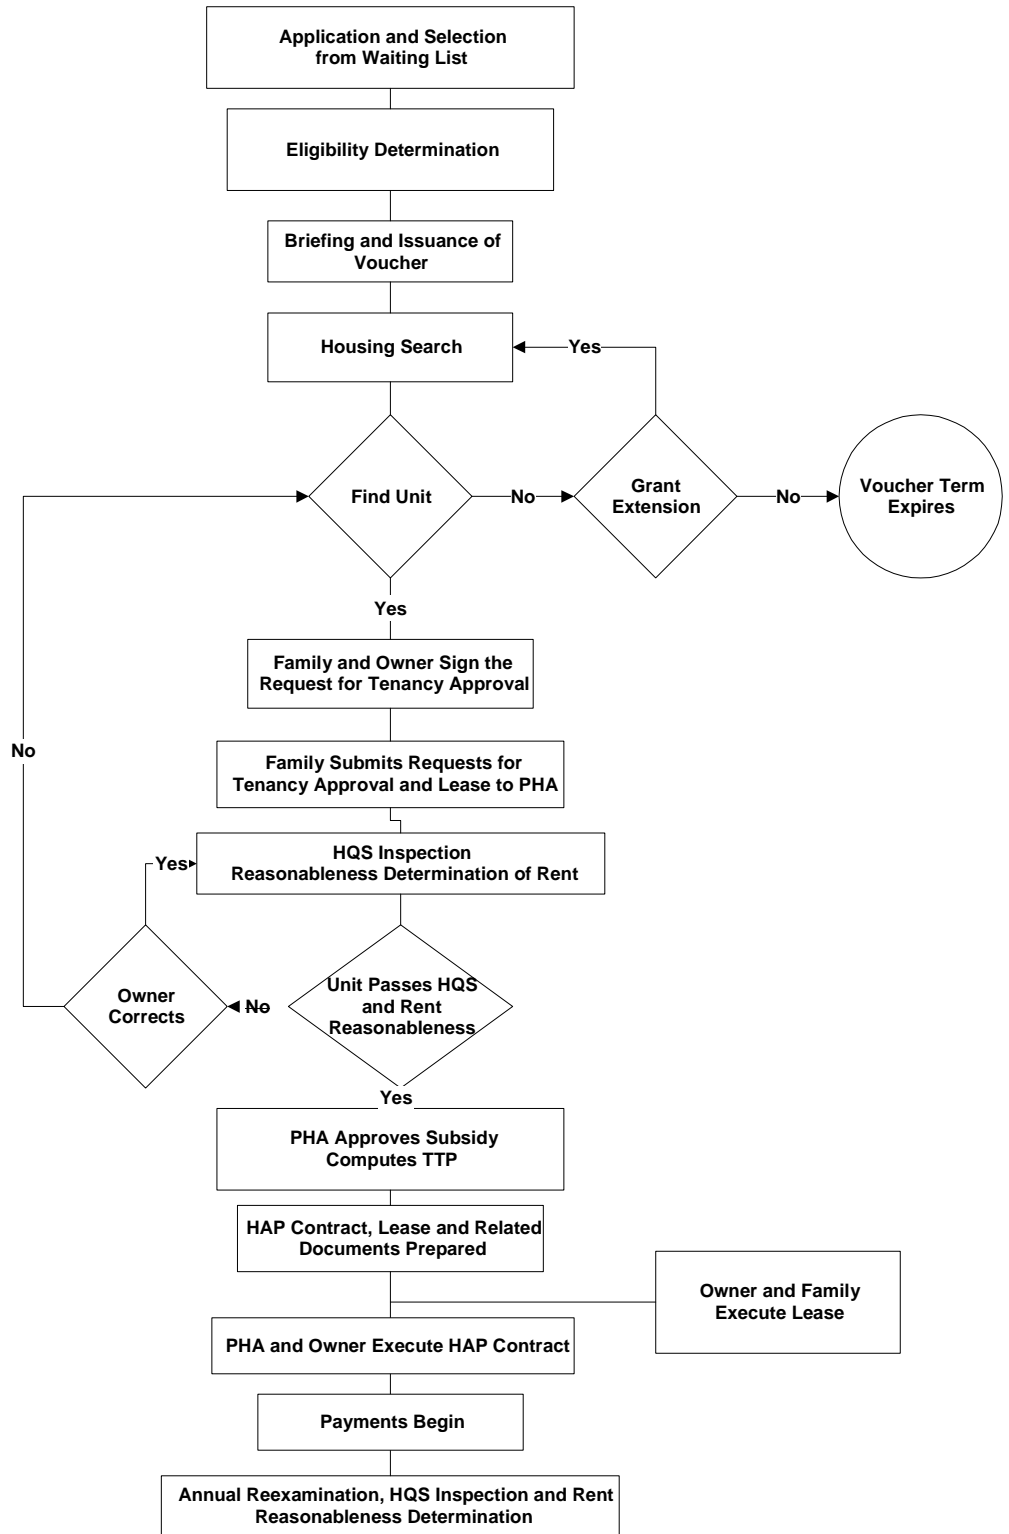 Application and Selection
from Waiting List
Eligibility Determination
Briefing and Issuance of
Voucher
Housing Search
Yes
Find Unit
No
Grant
Extension
No
Voucher Term
Expires
Yes
Family and Owner Sign the
Request for Tenancy Approval
No
Family Submits Requests for
Tenancy Approval and Lease to PHA
Yes
HQS Inspection
Reasonableness Determination of Rent
Owner
Corrects
No
Unit Passes HQS
and Rent
Reasonableness
Yes
PHA Approves Subsidy
Computes TTP
HAP Contract, Lease and Related
Documents Prepared
Owner and Family
Execute Lease
PHA and Owner Execute HAP Contract
Payments Begin
Annual Reexamination, HQS Inspection and Rent
Reasonableness Determination